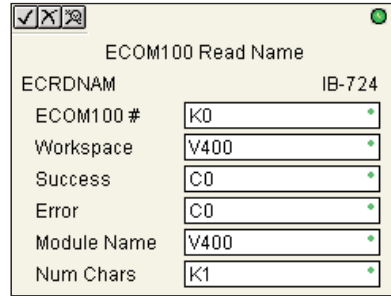 ECOM100 Read Name
ECRDNAM IB-724
ECOM100 # K0
Workspace V400
Success C0
Error C0
Module Name V400
Num Chars K1